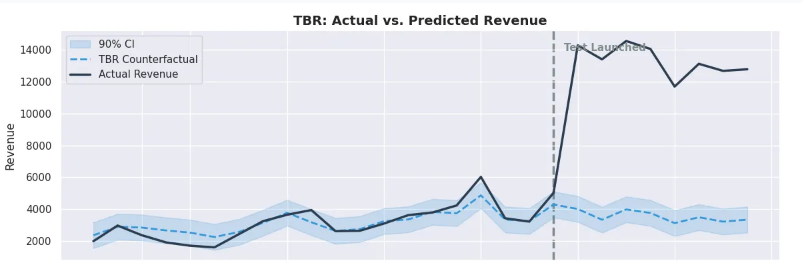 TBR: Actual vs. Predicted Revenue
90% CI
TBR Counterfactual
Actual Revenue
Test Launched
14000
12000
10000
8000
6000
4000
2000
Revenue